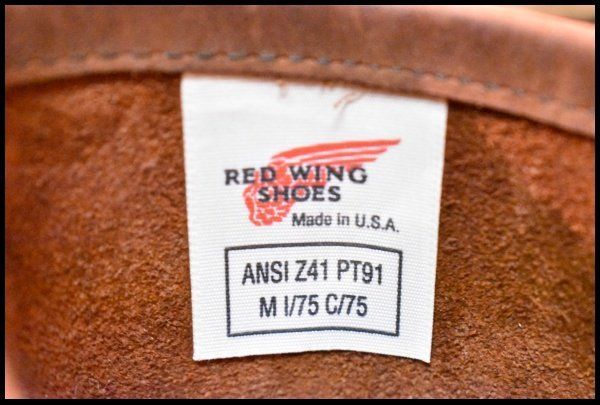 RED WING
SHOES
Made in U.S.A.
ANSI Z41 PT91
M I/75 C/75